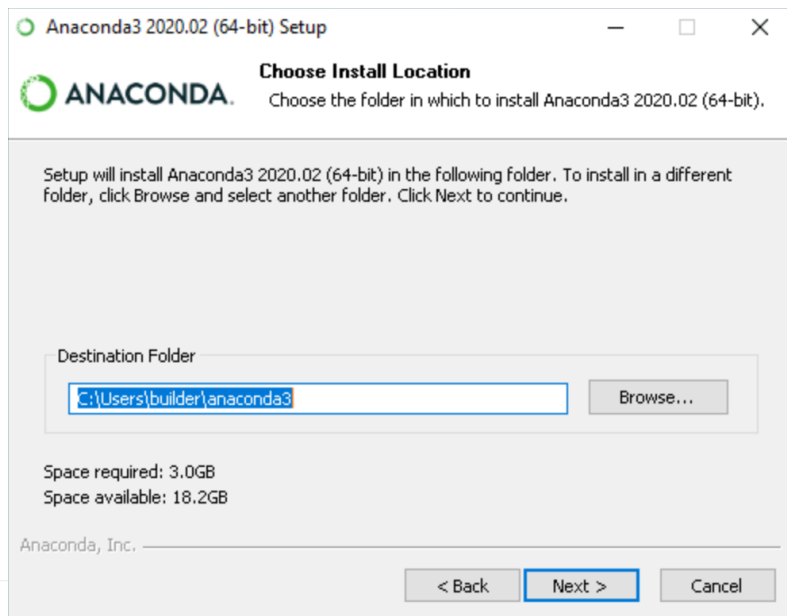 Anaconda3 2020.02 (64-bit) Setup
ANACONDA.
Choose Install Location
Choose the folder in which to install Anaconda3 2020.02 (64-bit).
Setup will install Anaconda3 2020.02 (64-bit) in the following folder. To install in a different
folder, click Browse and select another folder. Click Next to continue.
Destination Folder
C:\Users\builder\anaconda3
Browse...
Space required: 3.0GB
Space available: 18.2GB
Anaconda, Inc.
< Back
Next >
Cancel